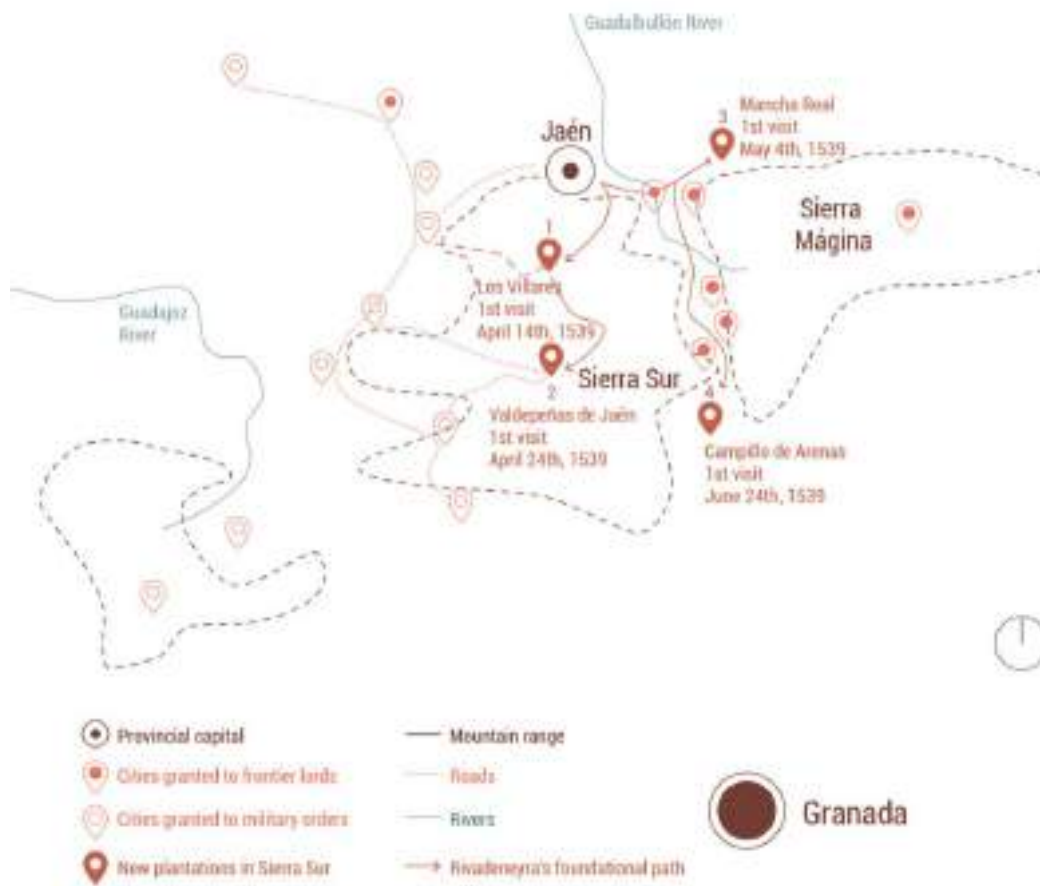 Guadalbullón River
Jaén
3
Mancha Real
1st visit
May 4th, 1539
Sierra
Mágina
1
Los Villares
1st visit
April 14th, 1539
Guadajoz
River
2
Sierra Sur
Valdepeñas de Jaén
1st visit
April 24th, 1539
4
Campillo de Arenas
1st visit
June 24th, 1539
Provincial capital
Cities granted to frontier lords
Cities granted to military orders
New plantations in Sierra Sur
Mountain range
Roads
Rivers
Rivadeneyra's foundational path
Granada